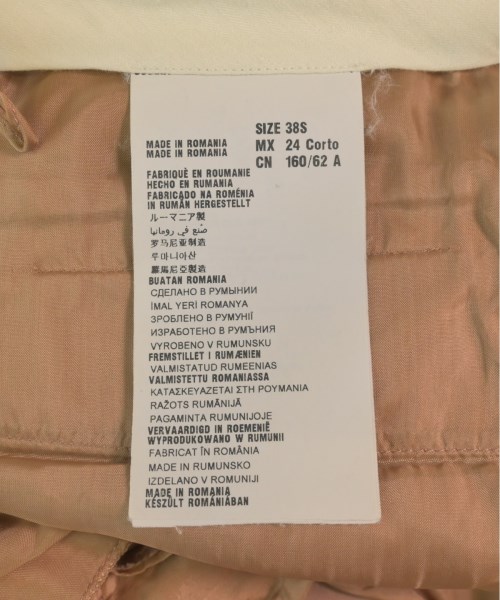 SIZE 38S
MX 24 Corto
CN 160/62 A
MADE IN ROMANIA
MADE IN ROMANIA
FABRIQUÈ EN ROUMANIE
HECHO EN RUMANIA
FABRICADO NA ROMÉNIA
IN RUMÄN HERGESTELLT
ルーマニア製
صُنع في رومانيا
罗马尼亚制造
루마니아산
羅馬尼亞製造
BUATAN ROMANIA
СДЕЛАНО В РУМЫНИИ
İMAL YERİ ROMANYA
ЗРОБЛЕНО В РУМУНІЇ
ИЗРАБОТЕНО В РУМЪНИЯ
VYROBENO V RUMUNSKU
FREMSTILLET I RUMÆNIEN
VALMISTATUD RUMEENIAS
VALMISTETTU ROMANIASSA
ΚΑΤΑΣΚΕΥΑΖΕΤΑΙ ΣΤΗ ΡΟΥΜΑΝΙΑ
RAŽOTS RUMĀNIJĀ
PAGAMINTA RUMUNIJOJE
VERVAARDIGD IN ROEMENIË
WYPRODUKOWANO W RUMUNII
FABRICAT ÎN ROMÂNIA
MADE IN RUMUNSKO
IZDELANO V ROMUNIJI
MADE IN ROMANIA
KÉSZÜLT ROMÁNIÁBAN